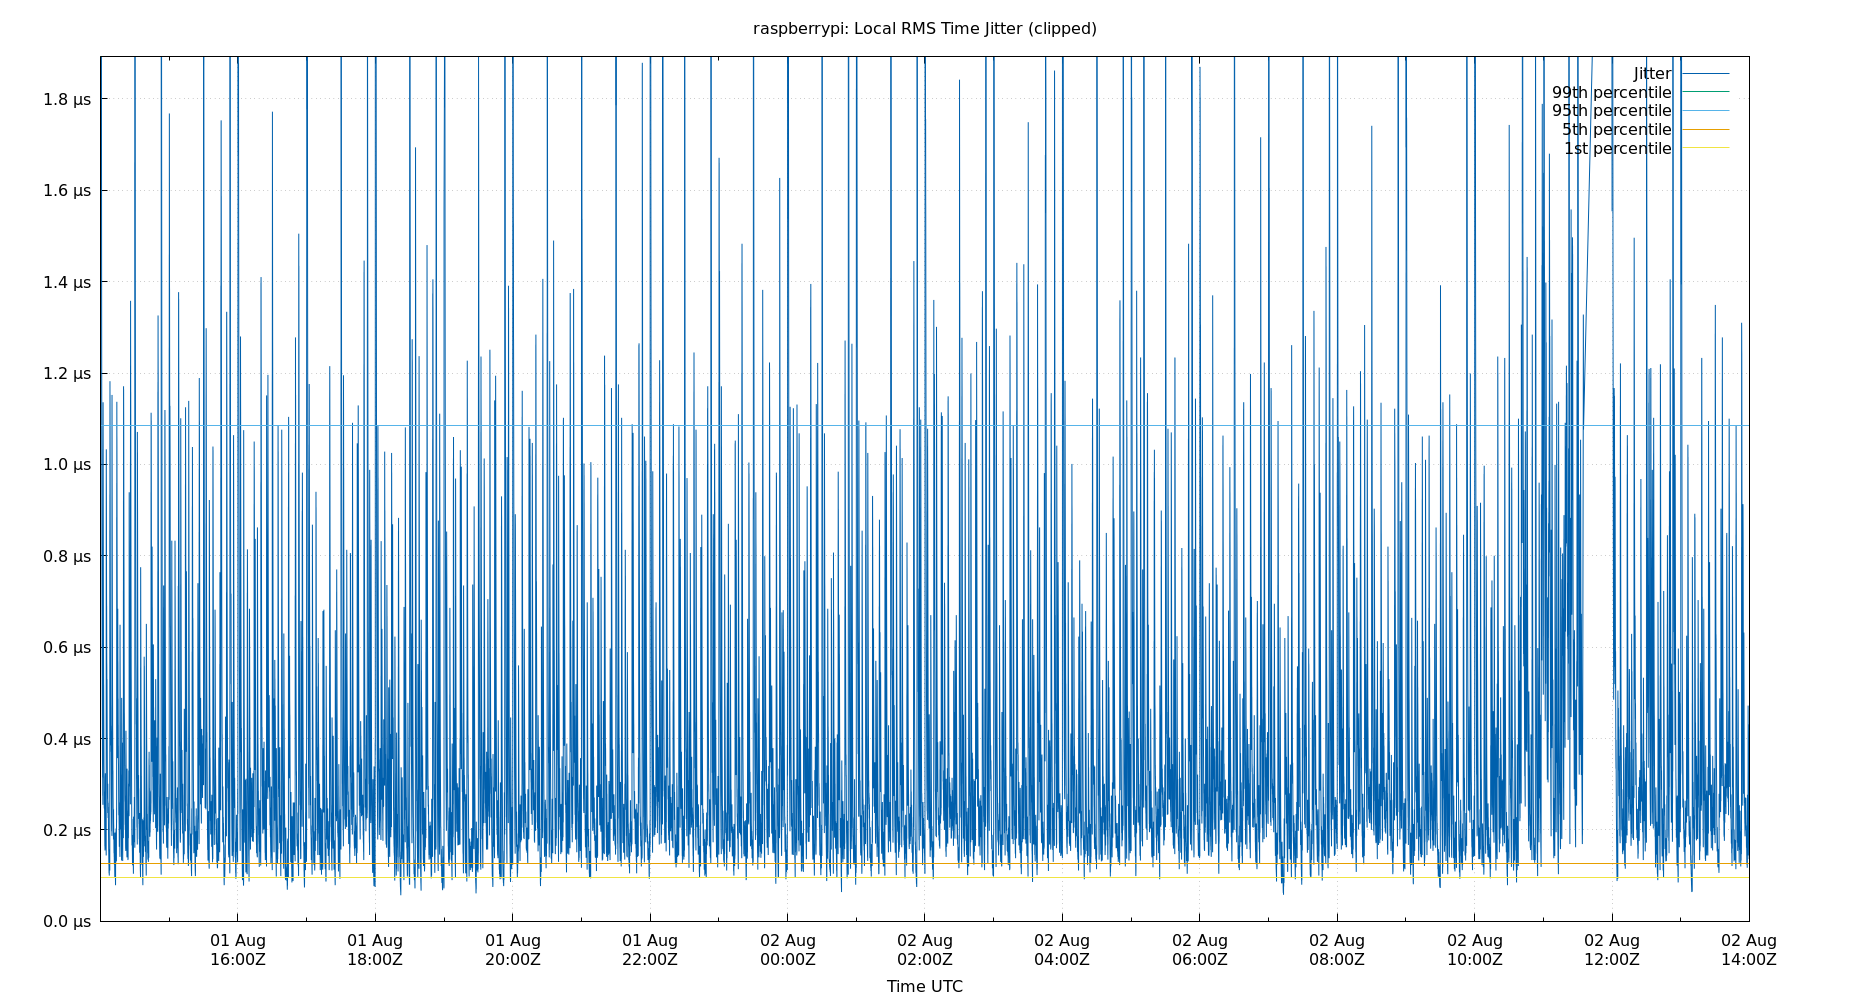 raspberrypi: Local RMS Time Jitter (clipped)
Jitter
99th percentile
95th percentile
5th percentile
1st percentile
1.8 µs
1.6 µs
1.4 µs
1.2 µs
1.0 µs
0.8 µs
0.6 µs
0.4 µs
0.2 µs
0.0 µs
01 Aug 01 Aug 01 Aug 01 Aug 02 Aug 02 Aug 02 Aug 02 Aug 02 Aug 02 Aug 02 Aug 02 Aug
16:00Z 18:00Z 20:00Z 22:00Z 00:00Z 02:00Z 04:00Z 06:00Z 08:00Z 10:00Z 12:00Z 14:00Z
Time UTC